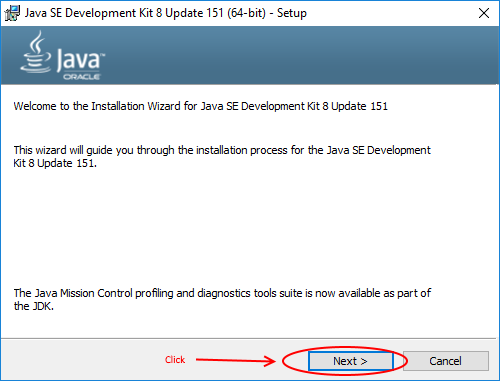 Java SE Development Kit 8 Update 151 (64-bit) - Setup
Java™
ORACLE
Welcome to the Installation Wizard for Java SE Development Kit 8 Update 151
This wizard will guide you through the installation process for the Java SE Development
Kit 8 Update 151.
The Java Mission Control profiling and diagnostics tools suite is now available as part of
the JDK.
Click
Next >
Cancel